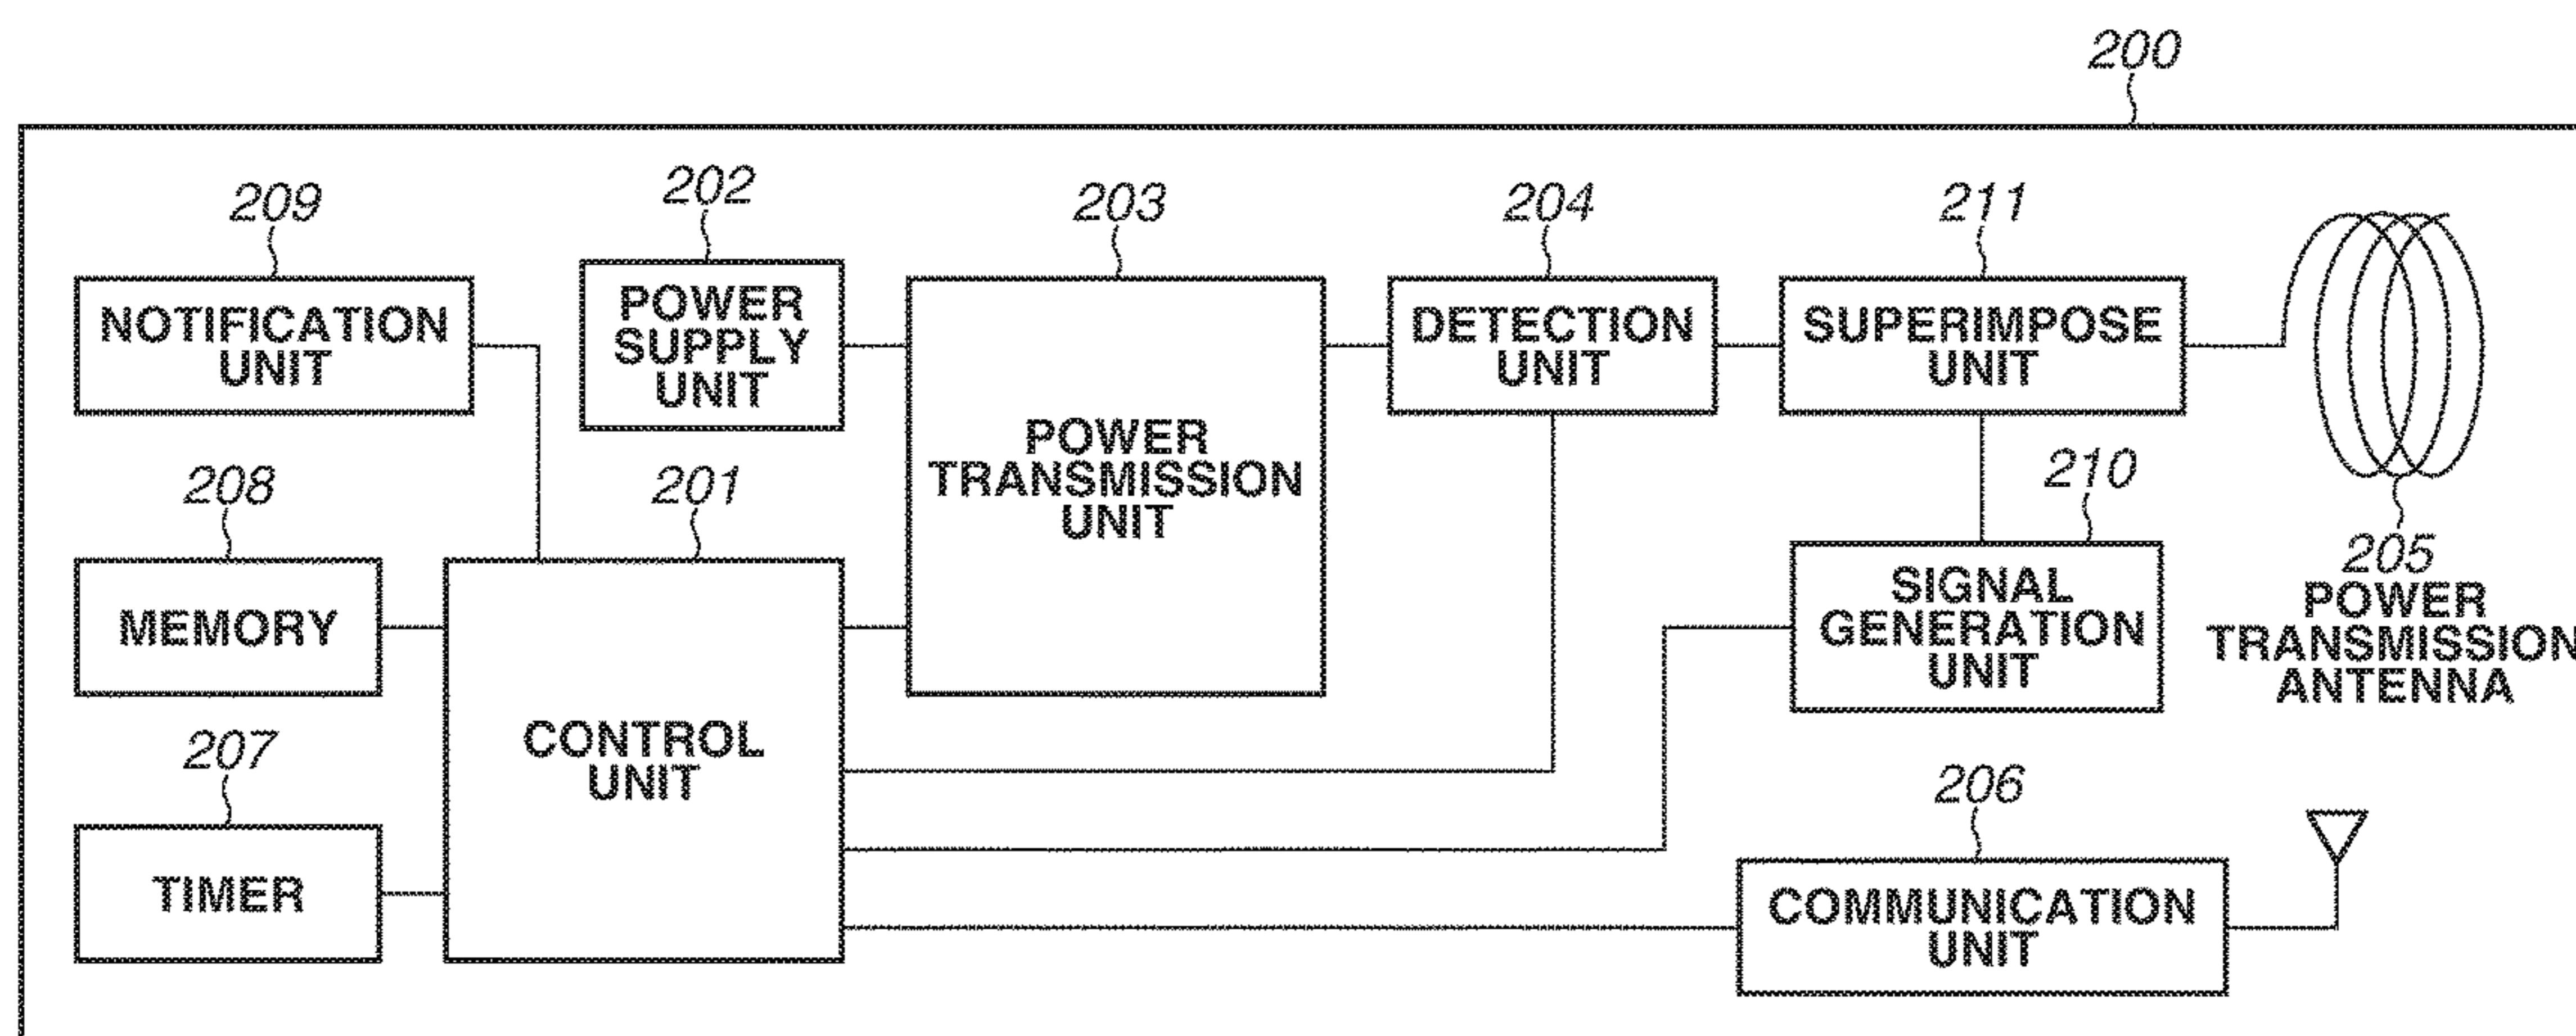 200
209
NOTIFICATION
UNIT
202
POWER
SUPPLY
UNIT
203
POWER
TRANSMISSION
UNIT
204
DETECTION
UNIT
211
SUPERIMPOSE
UNIT
205
POWER
TRANSMISSION
ANTENNA
208
MEMORY
201
CONTROL
UNIT
210
SIGNAL
GENERATION
UNIT
207
TIMER
206
COMMUNICATION
UNIT